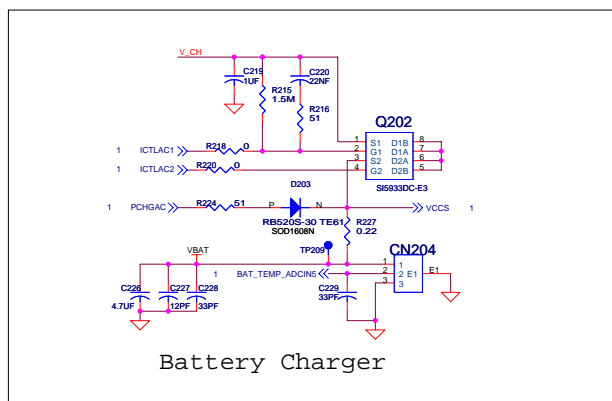 V_CH
C219
1UF
C220
22NF
R215
1.5M
R216
51
Q202
1 ICTLAC1 R218 0
1 ICTLAC2 R220 0
1 S1 D1B 8
2 G1 D1A 7
3 S2 D2A 6
4 G2 D2B 5
SI5933DC-E3
D203
1 PCHGAC R224 51 P N VCCS 1
RB520S-30 TE61
SOD1608N
R227
0.22
TP209
CN204
VBAT
1 BAT_TEMP_ADCIN5
1 1
2 2 E1 E1
3 3
C226
4.7UF
C227
12PF
C228
33PF
C229
33PF
Battery Charger